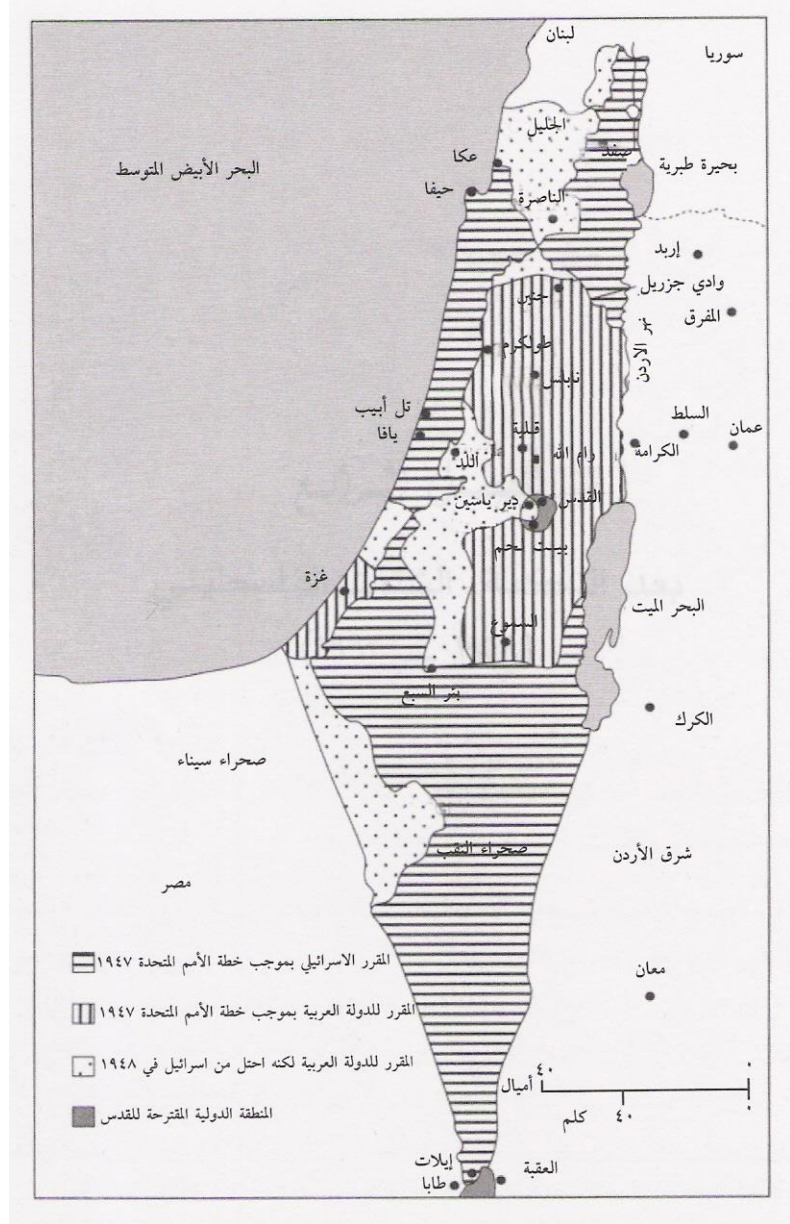 لبنان
سوريا
الجليل
صفد
عكا
بحيرة طبرية
البحر الأبيض المتوسط
حيفا
الناصرة
إربد
وادي جزريل
جنين
المفرق
نهر الاردن
طولكرم
نابلس
تل أبيب
السلط
يافا
عمان
قبلية
الكرامة
اللد
رام الله
القدس
دير ياسين
بيت لحم
غزة
البحر الميت
السموع
بئر السبع
الكرك
صحراء سيناء
صحراء النقب
شرق الأردن
مصر
المقرر الاسرائيلي بموجب خطة الأمم المتحدة ١٩٤٧
معان
المقرر للدولة العربية بموجب خطة الأمم المتحدة ١٩٤٧
المقرر للدولة العربية لكنه احتل من اسرائيل في ١٩٤٨
٤٠ أميال ٠
٤٠ كلم ٠
المنطقة الدولية المقترحة للقدس
إيلات
العقبة
طابا